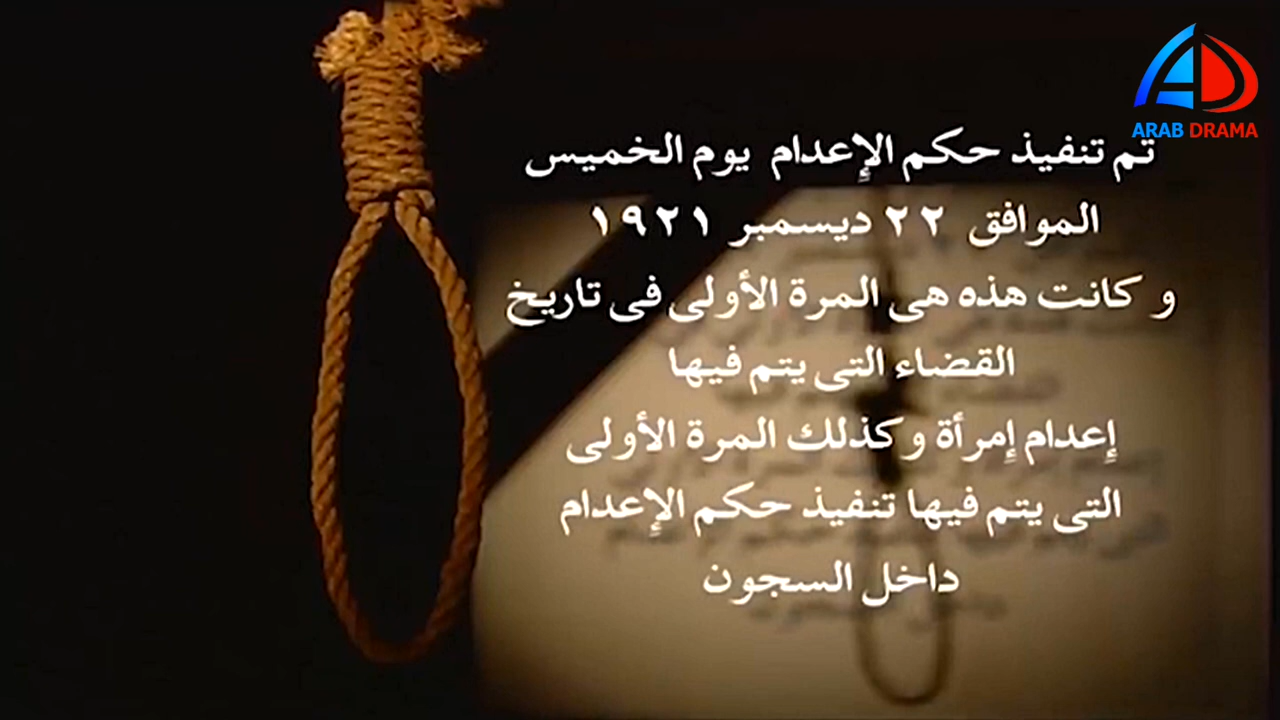 ARAB DRAMA
تم تنفيذ حكم الإعدام يوم الخميس
الموافق ٢٢ ديسمبر ١٩٢١
و كانت هذه هى المرة الأولى فى تاريخ
القضاء التى يتم فيها
إعدام إمرأة و كذلك المرة الأولى
التى يتم فيها تنفيذ حكم الإعدام
داخل السجون